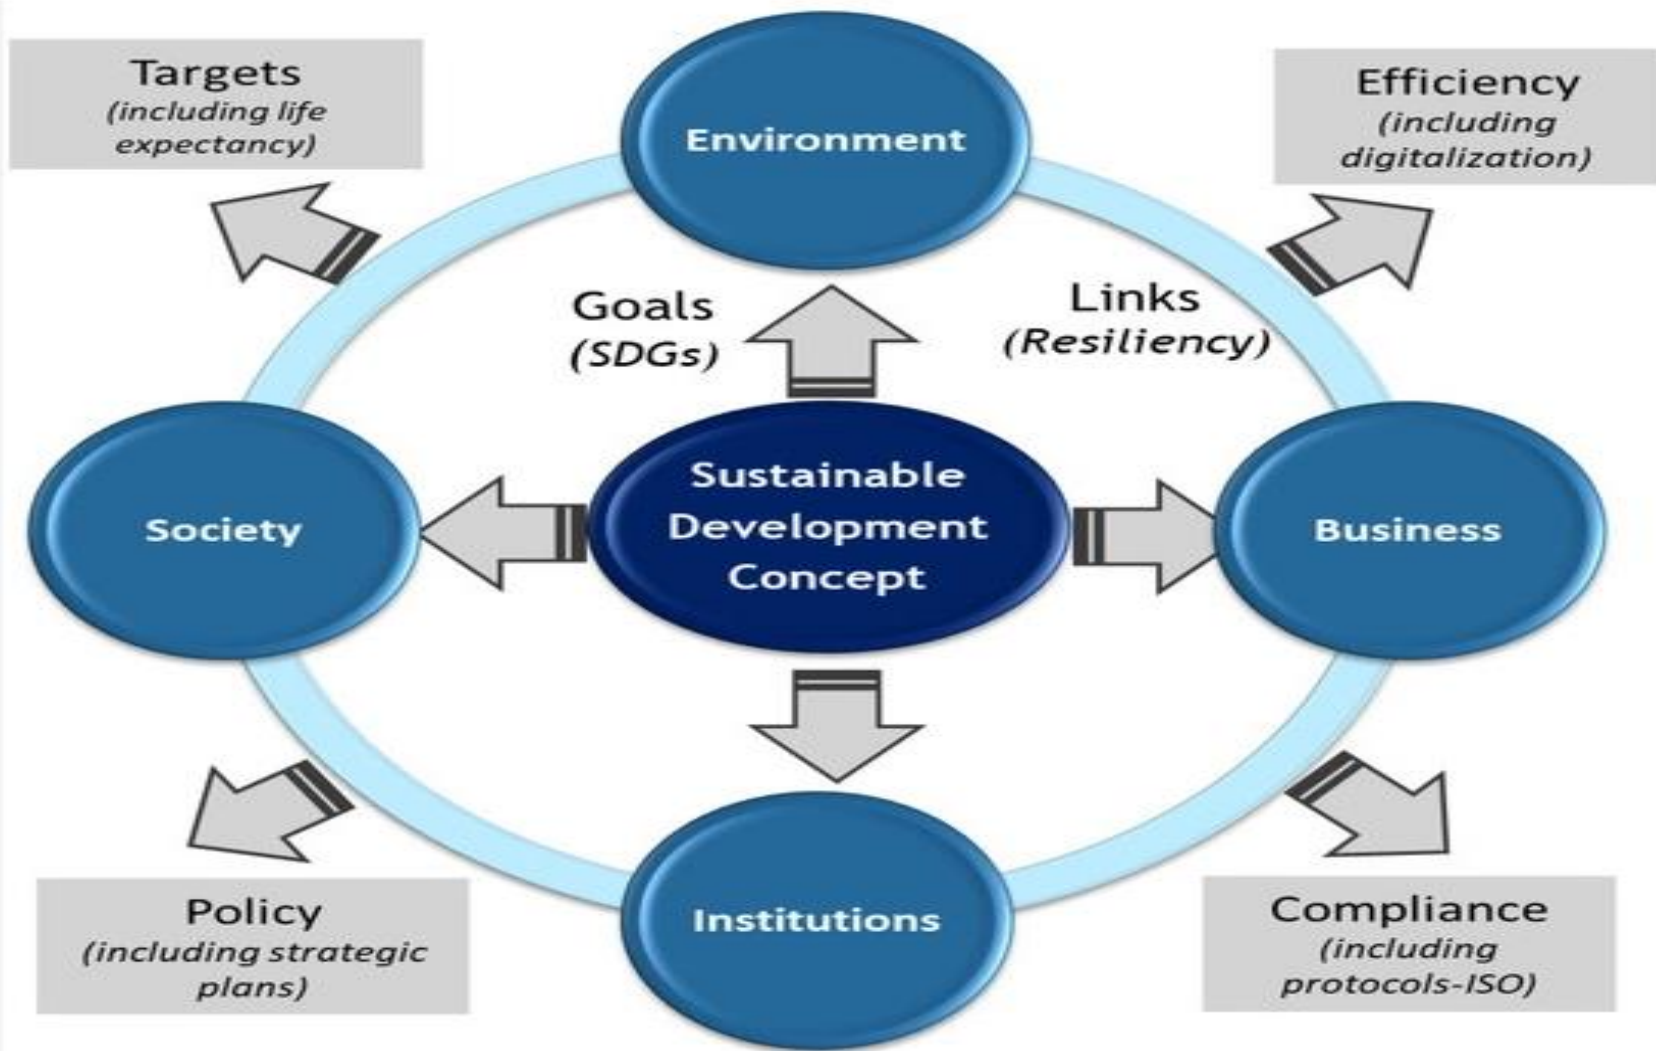 Targets
(including life
expectancy)
Environment
Efficiency
(including
digitalization)
Goals
(SDGs)
Links
(Resiliency)
Society
Sustainable
Development
Concept
Business
Policy
(including strategic
plans)
Institutions
Compliance
(including
protocols-ISO)